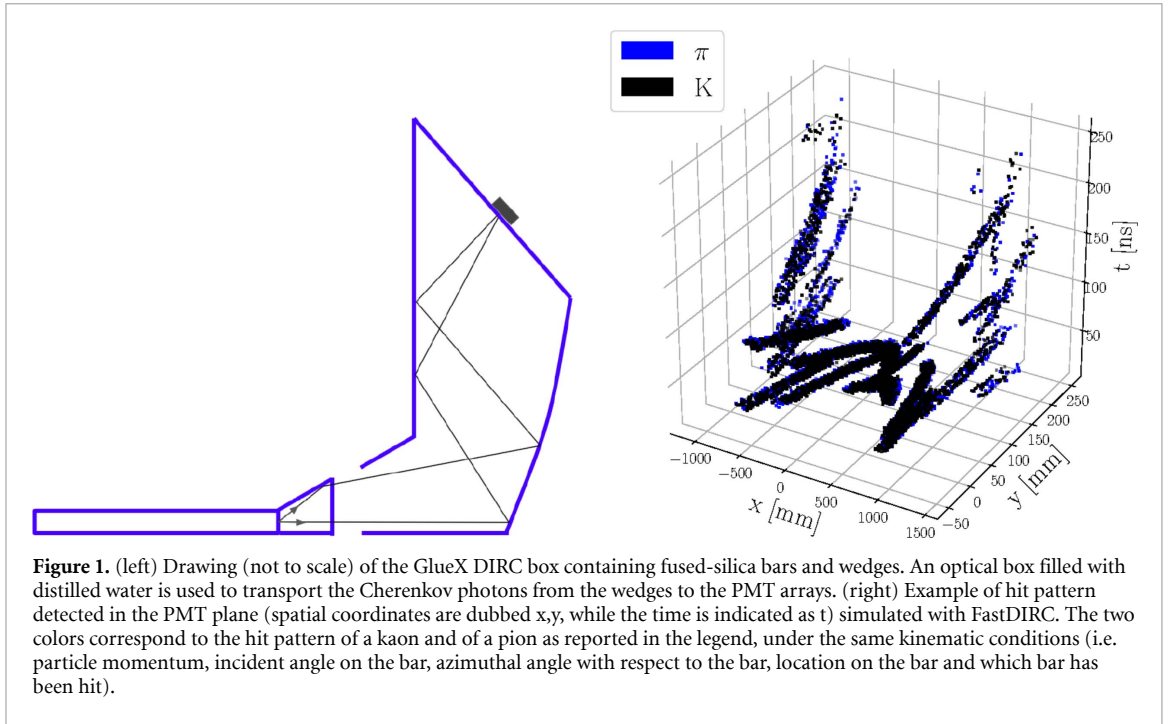 π
K
250
200
150
100
50
t [ns]
−1000
−500
0
500
1000
1500
x [mm]
−50
0
50
100
150
200
250
y [mm]
Figure 1. (left) Drawing (not to scale) of the GlueX DIRC box containing fused-silica bars and wedges. An optical box filled with
distilled water is used to transport the Cherenkov photons from the wedges to the PMT arrays. (right) Example of hit pattern
detected in the PMT plane (spatial coordinates are dubbed x,y, while the time is indicated as t) simulated with FastDIRC. The two
colors correspond to the hit pattern of a kaon and of a pion as reported in the legend, under the same kinematic conditions (i.e.
particle momentum, incident angle on the bar, azimuthal angle with respect to the bar, location on the bar and which bar has
been hit).